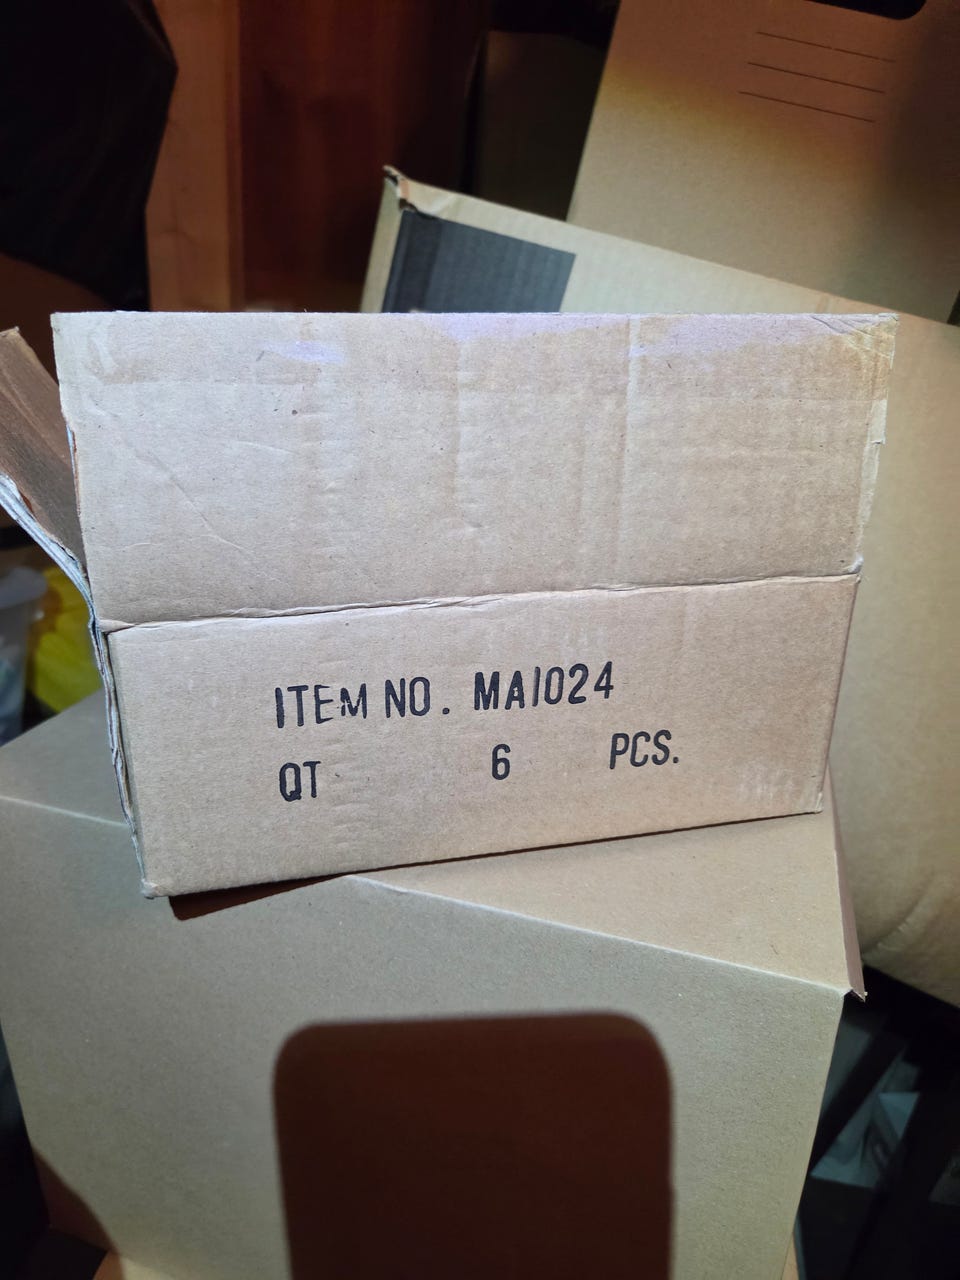 ITEM NO. MA1024
QT 6 PCS.